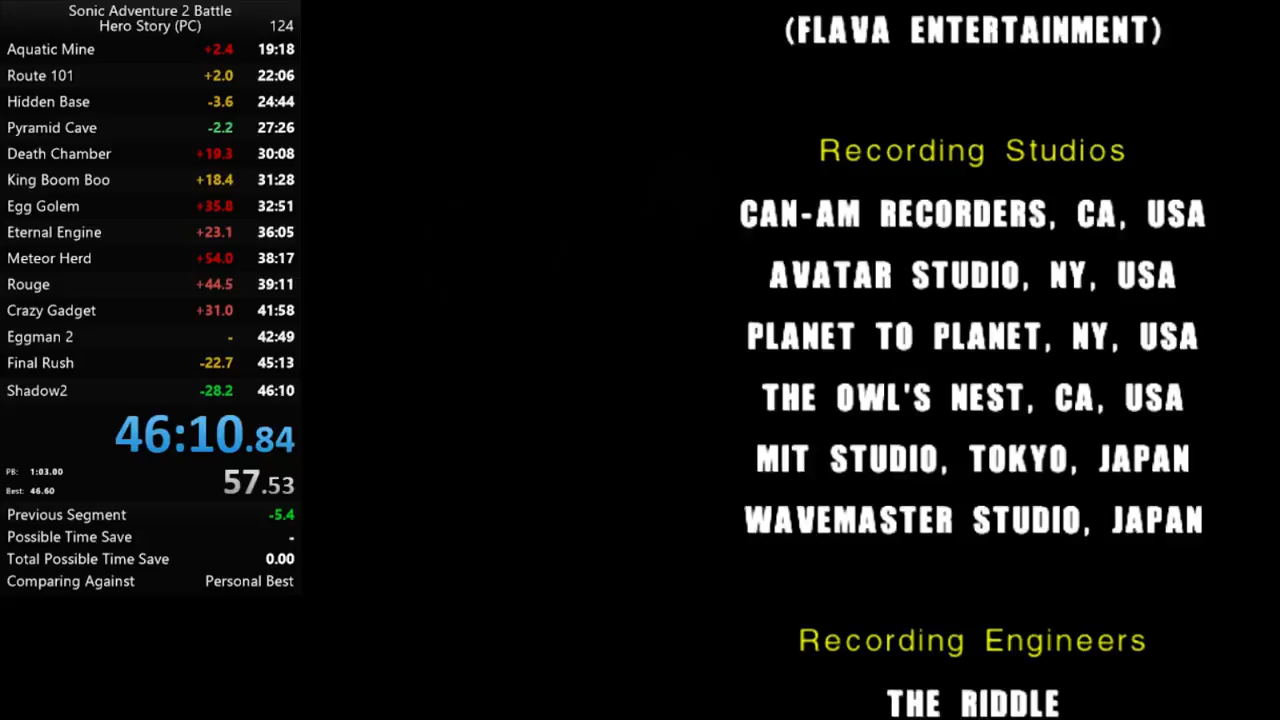 Sonic Adventure 2 Battle
Hero Story (PC) 124
Aquatic Mine +2.4 19:18
Route 101 +2.0 22:06
Hidden Base -3.6 24:44
Pyramid Cave -2.2 27:26
Death Chamber +19.3 30:08
King Boom Boo +18.4 31:28
Egg Golem +35.8 32:51
Eternal Engine +23.1 36:05
Meteor Herd +54.0 38:17
Rouge +44.5 39:11
Crazy Gadget +31.0 41:58
Eggman 2 - 42:49
Final Rush -22.7 45:13
Shadow2 -28.2 46:10
46:10.84
PB: 1:03.00
Best: 46.60
57.53
Previous Segment -5.4
Possible Time Save -
Total Possible Time Save 0.00
Comparing Against Personal Best
(FLAVA ENTERTAINMENT)
Recording Studios
CAN-AM RECORDERS, CA, USA
AVATAR STUDIO, NY, USA
PLANET TO PLANET, NY, USA
THE OWL'S NEST, CA, USA
MIT STUDIO, TOKYO, JAPAN
WAVEMASTER STUDIO, JAPAN
Recording Engineers
THE RIDDLE